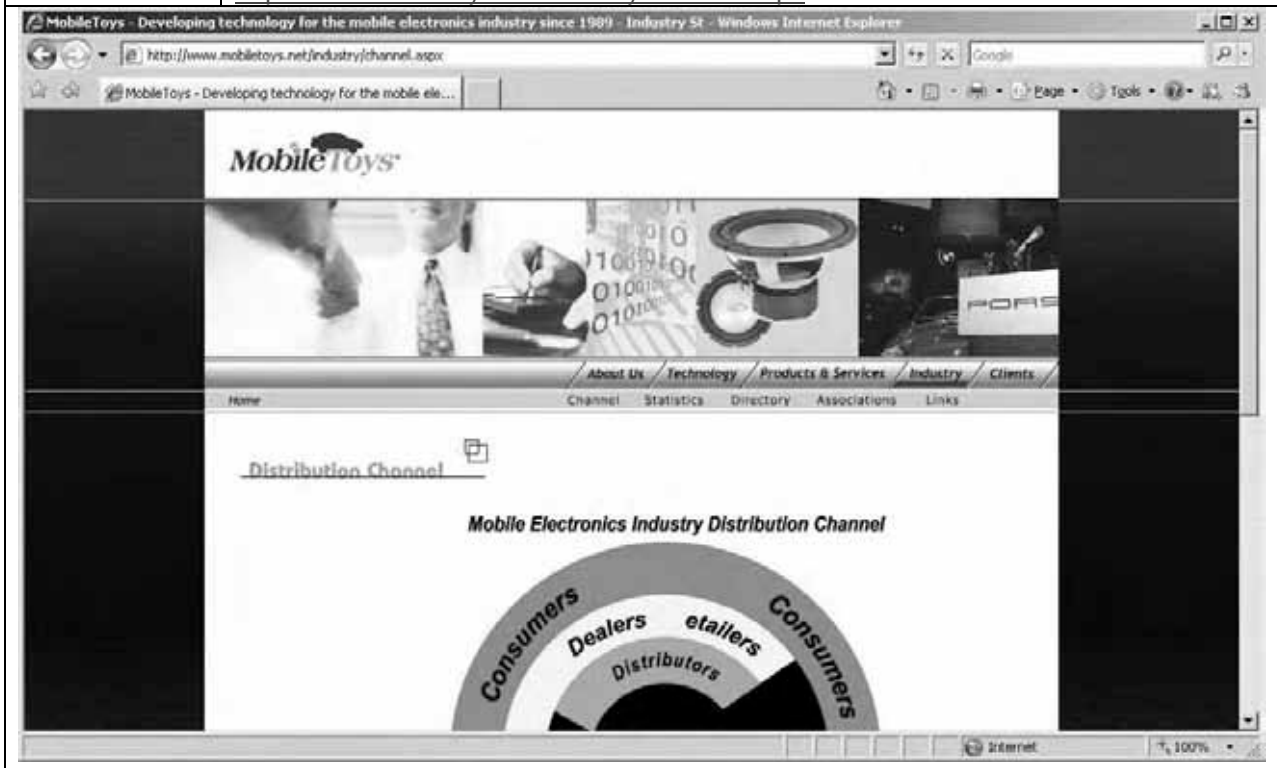 MobileToys - Developing technology for the mobile electronics industry since 1989 - Industry St - Windows Internet Explorer
http://www.mobiletoys.net/industry/channel.aspx
Google
MobileToys - Developing technology for the mobile ele...
Page Tools
MobileToys
010
010
PORS
About Us Technology Products & Services Industry Clients
Home Channel Statistics Directory Associations Links
Distribution Channel
Mobile Electronics Industry Distribution Channel
Consumers Consumers
Dealers etailers
Distributors
Internet 100%